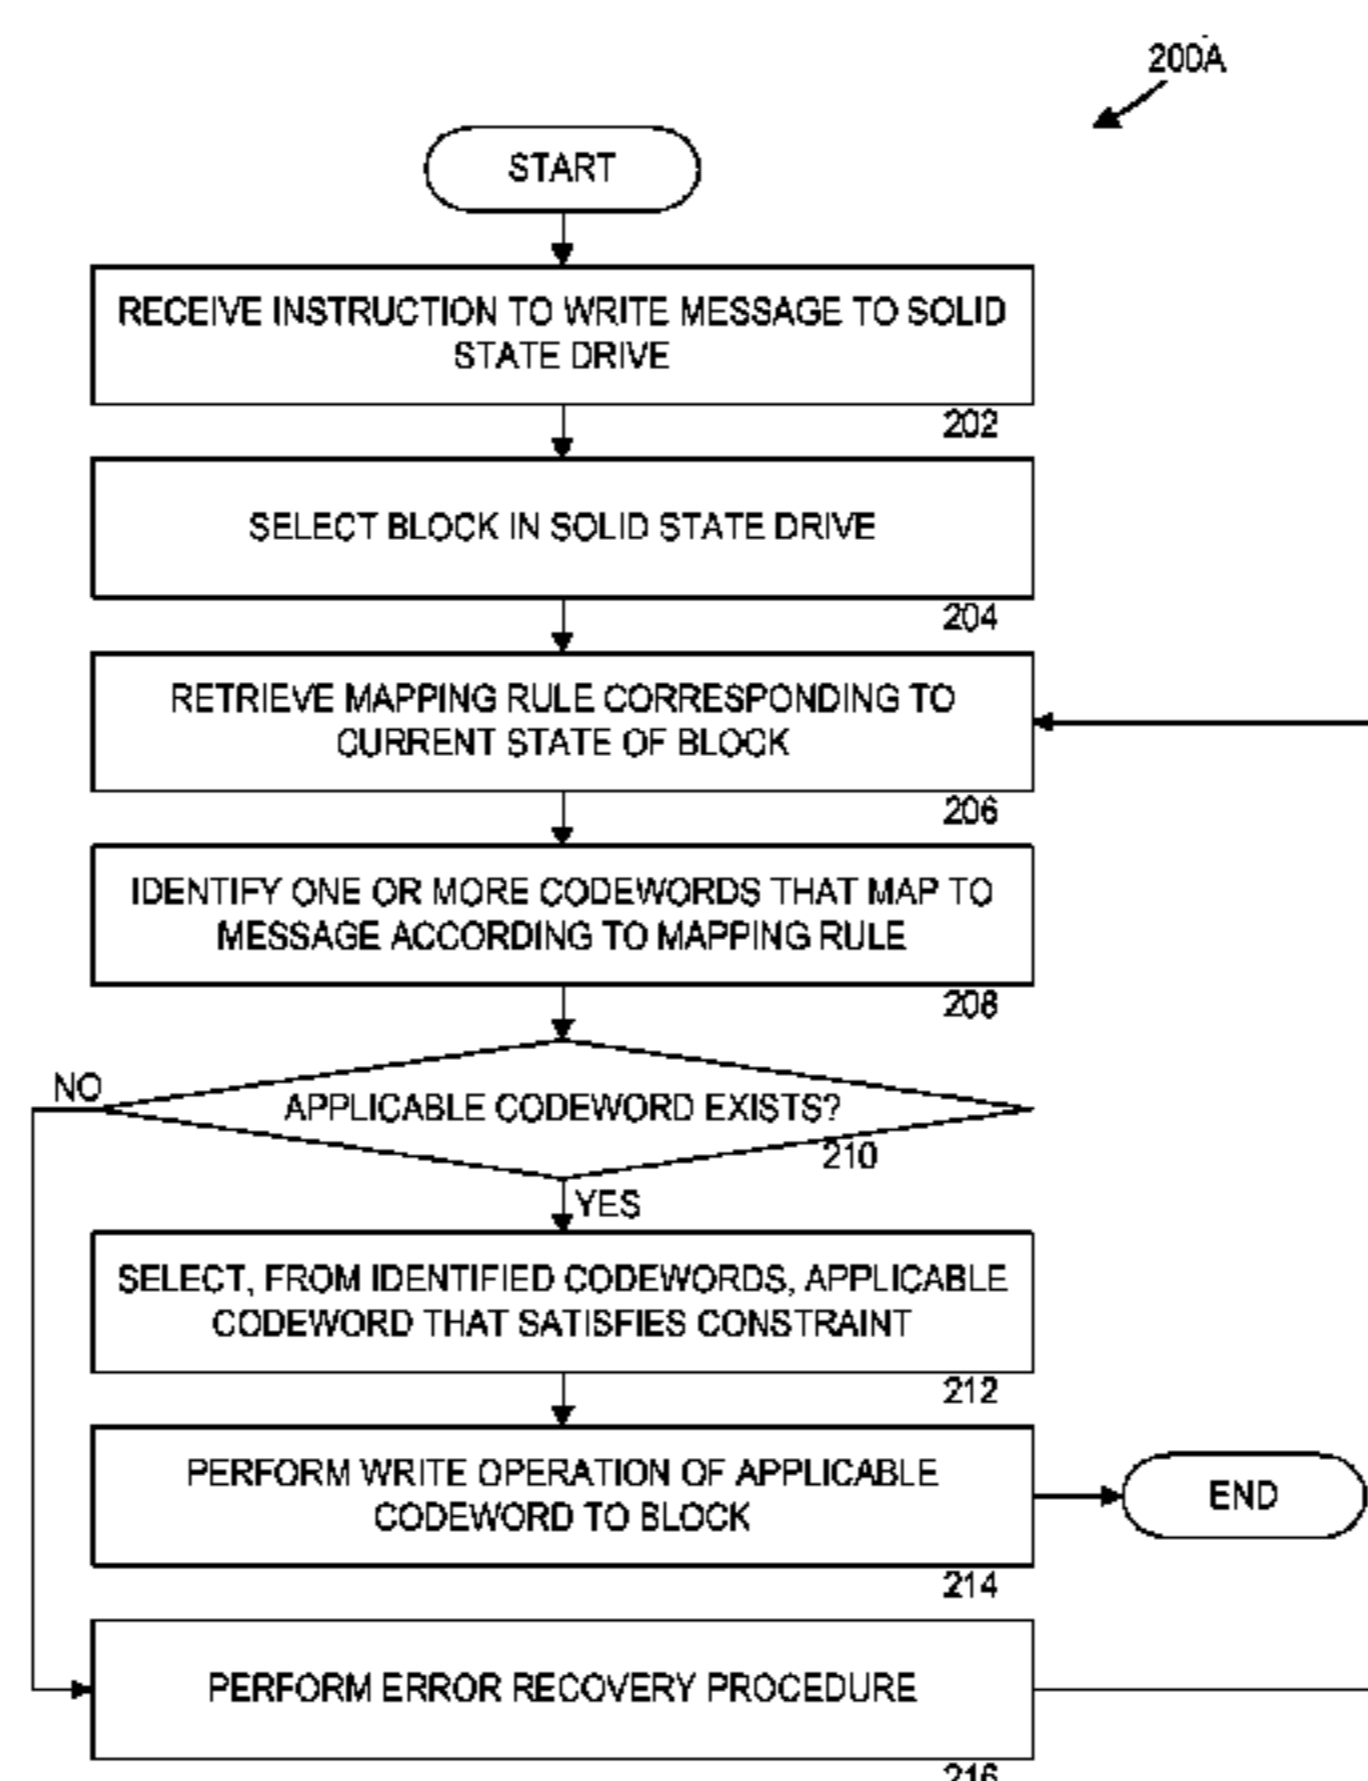 200A
START
RECEIVE INSTRUCTION TO WRITE MESSAGE TO SOLID
STATE DRIVE
202
SELECT BLOCK IN SOLID STATE DRIVE
204
RETRIEVE MAPPING RULE CORRESPONDING TO
CURRENT STATE OF BLOCK
206
IDENTIFY ONE OR MORE CODEWORDS THAT MAP TO
MESSAGE ACCORDING TO MAPPING RULE
208
NO
APPLICABLE CODEWORD EXISTS?
210
YES
SELECT, FROM IDENTIFIED CODEWORDS, APPLICABLE
CODEWORD THAT SATISFIES CONSTRAINT
212
PERFORM WRITE OPERATION OF APPLICABLE
CODEWORD TO BLOCK
END
214
PERFORM ERROR RECOVERY PROCEDURE
216